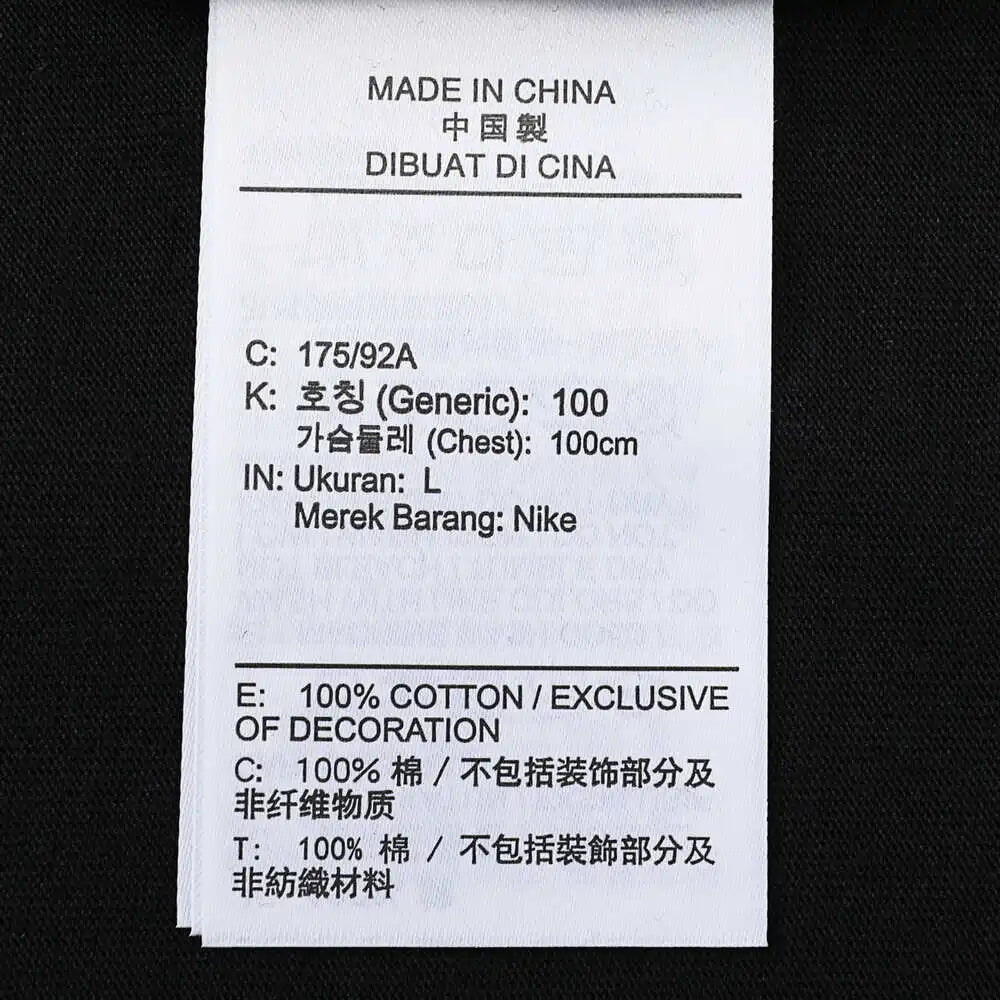 MADE IN CHINA
中国製
DIBUAT DI CINA
C: 175/92A
K: 호칭 (Generic): 100
가슴둘레 (Chest): 100cm
IN: Ukuran: L
Merek Barang: Nike
E: 100% COTTON / EXCLUSIVE
OF DECORATION
C: 100% 棉 / 不包括装饰部分及
非纤维物质
T: 100% 棉 / 不包括裝飾部分及
非紡織材料